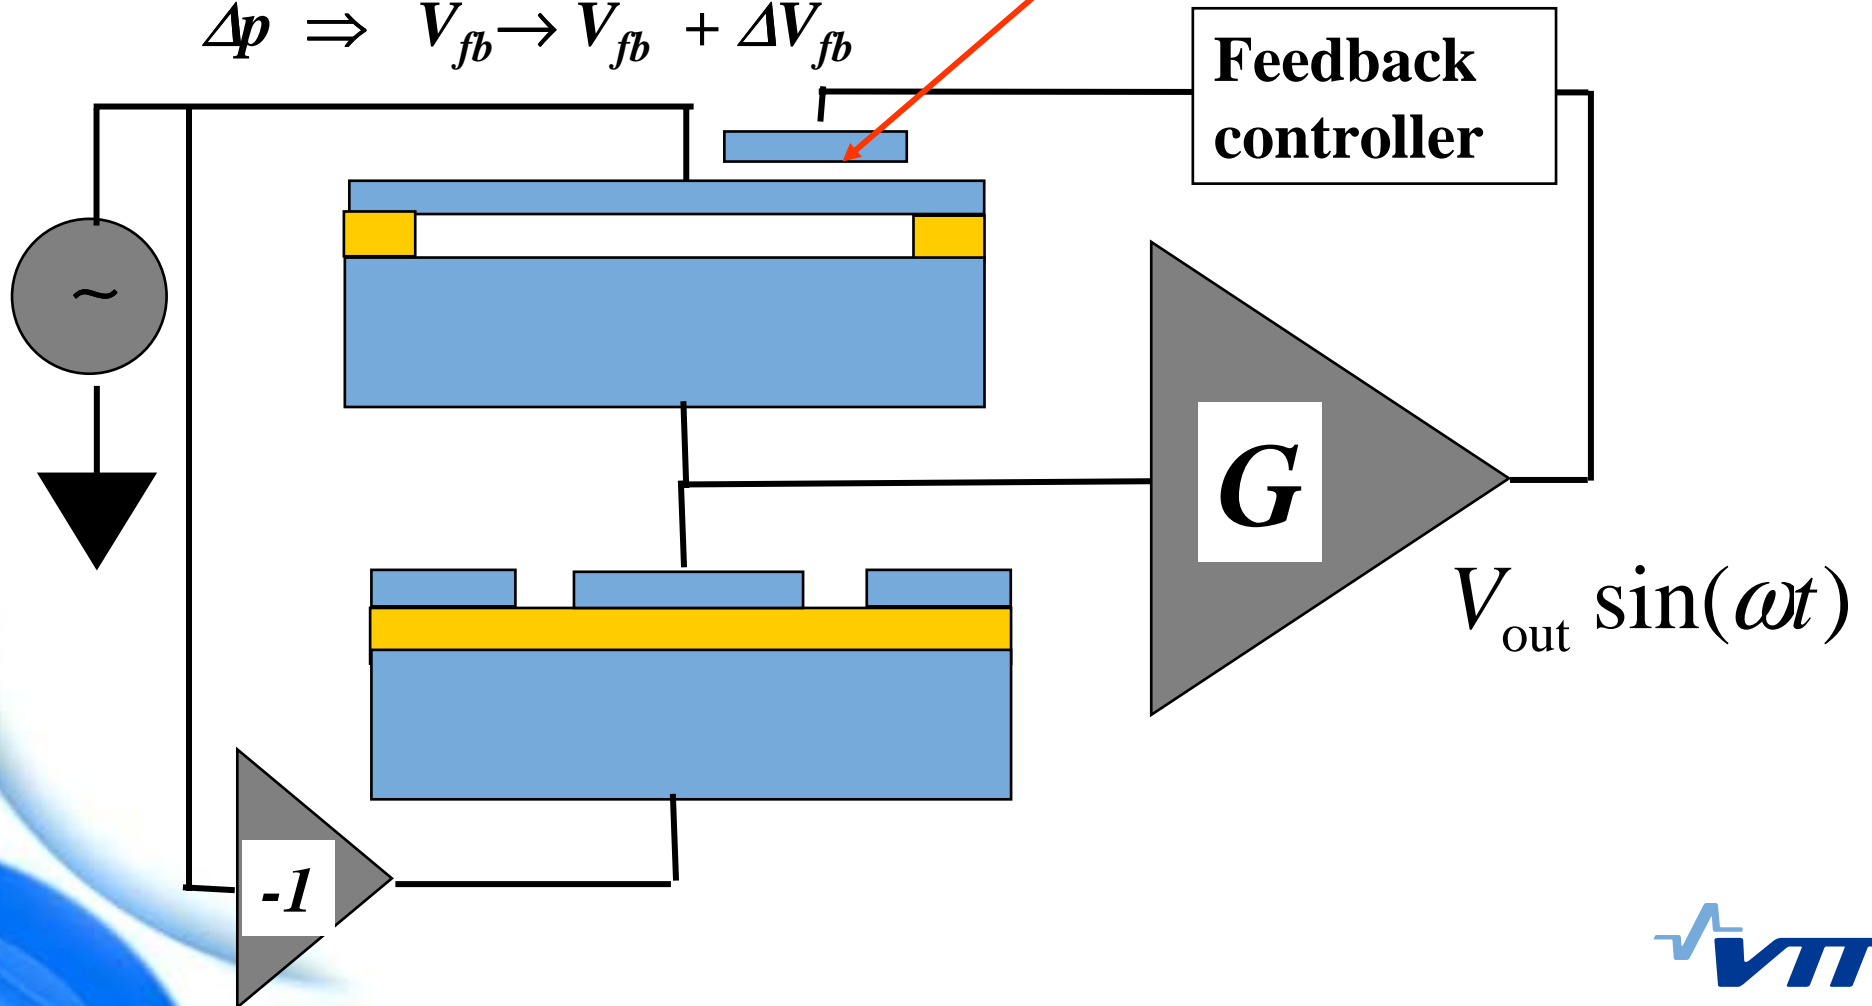 Δp ⇒ V_fb → V_fb + ΔV_fb
Feedback
controller
~
G
V_out sin(ωt)
-1
VTT